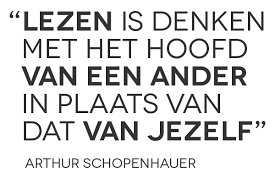 “LEZEN IS DENKEN
MET HET HOOFD
VAN EEN ANDER
IN PLAATS VAN
DAT VAN JEZELF”
ARTHUR SCHOPENHAUER